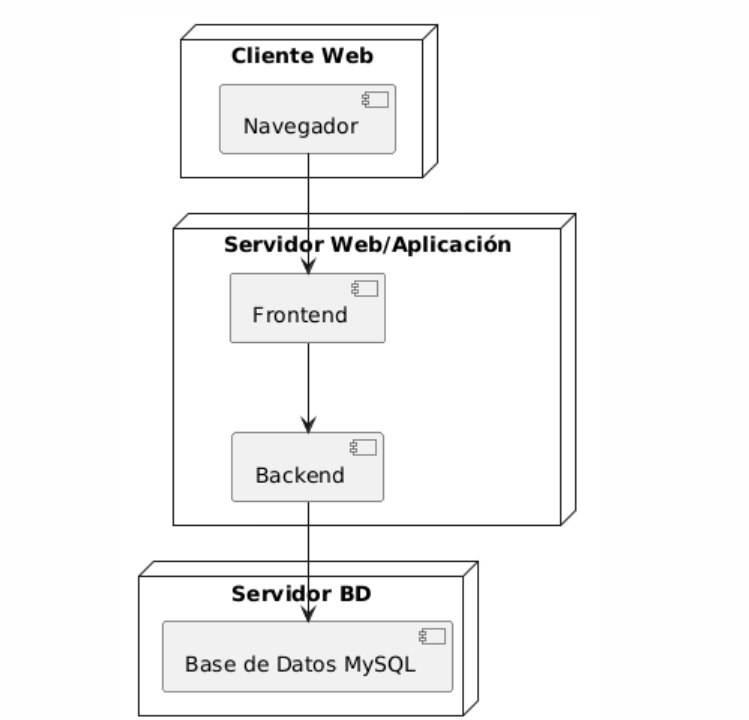 Cliente Web
Navegador
Servidor Web/Aplicación
Frontend
Backend
Servidor BD
Base de Datos MySQL